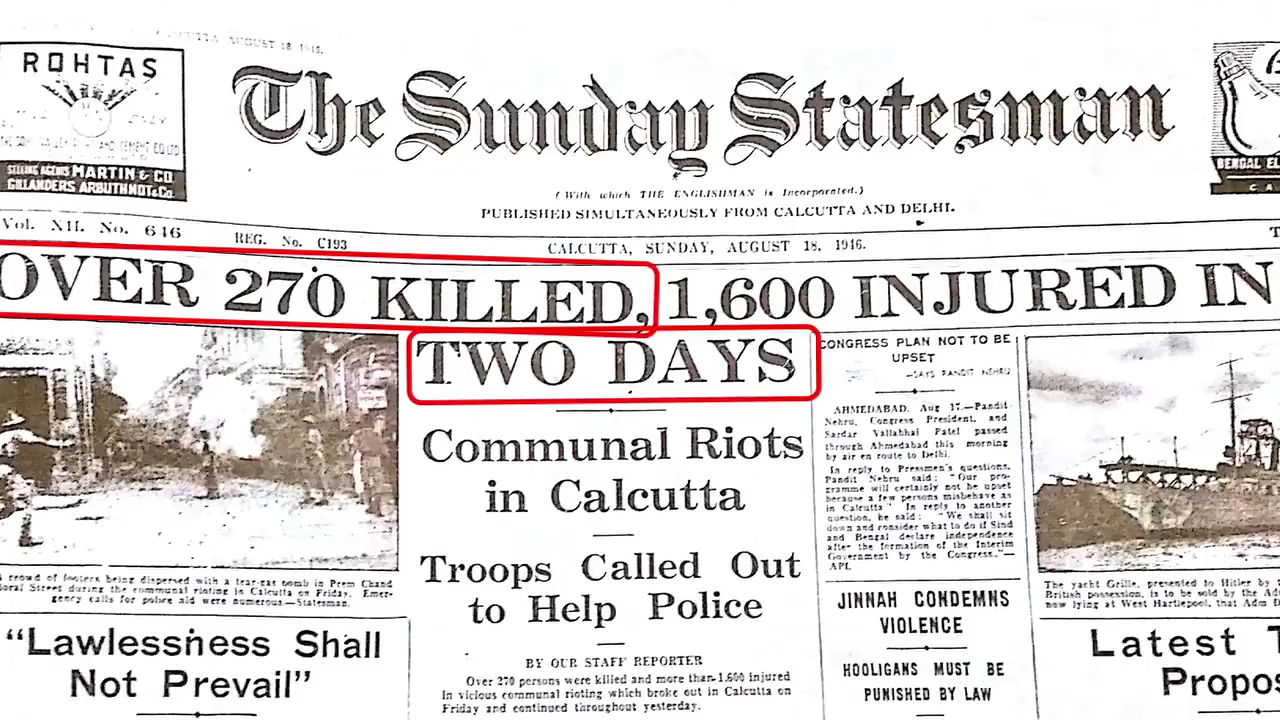 CALCUTTA AUGUST 18, 1946.
ROHTAS
AND CEMENT CO LTD
SELLING AGENTS MARTIN & CO
GILLANDERS ARBUTHNOT & Co.
The Sunday Statesman
(With which THE ENGLISHMAN is Incorporated.)
PUBLISHED SIMULTANEOUSLY FROM CALCUTTA AND DELHI.
BENGAL EL
Vol. XII. No. 646
REG. No. C193
CALCUTTA, SUNDAY, AUGUST 18, 1946.
OVER 270 KILLED, 1,600 INJURED IN
TWO DAYS
Communal Riots
in Calcutta
Troops Called Out
to Help Police
BY OUR STAFF REPORTER
Over 270 persons were killed and more than 1,600 injured
in vicious communal rioting which broke out in Calcutta on
Friday and continued throughout yesterday.
A crowd of looters being dispersed with a tear-gas bomb in Prem Chand
Boral Street during the communal rioting in Calcutta on Friday. Emer-
gency calls for police aid were numerous.—Statesman.
"Lawlessness Shall
Not Prevail"
CONGRESS PLAN NOT TO BE
UPSET
—SAYS PANDIT NEHRU
AHMEDABAD, Aug 17.—Pandit
Nehru, Congress President, and
Sardar Vallabhai Patel passed
through Ahmedabad this morning
by air en route to Delhi.
In reply to Pressmen's questions,
Pandit Nehru said: "Our pro-
gramme will certainly not be upset
because a few persons misbehave as
in Calcutta." In reply to another
question, he said: "We shall sit
down and consider what to do if Sind
and Bengal declare independence
after the formation of the Interim
Government by the Congress."—
API.
JINNAH CONDEMNS
VIOLENCE
HOOLIGANS MUST BE
PUNISHED BY LAW
The yacht Grille, presented to Hitler by
British possession, is to be sold by the Ad
now lying at West Hartlepool, that Adm D
Latest T
Propos